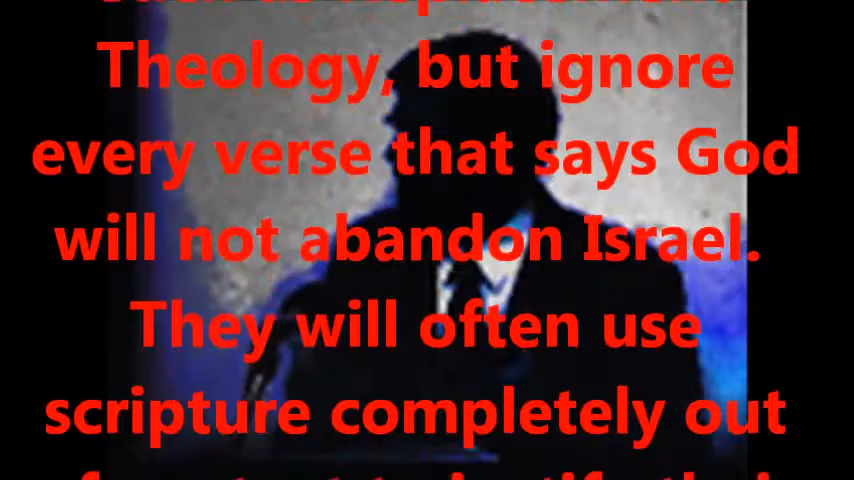 Theology, but ignore
every verse that says God
will not abandon Israel.
They will often use
scripture completely out